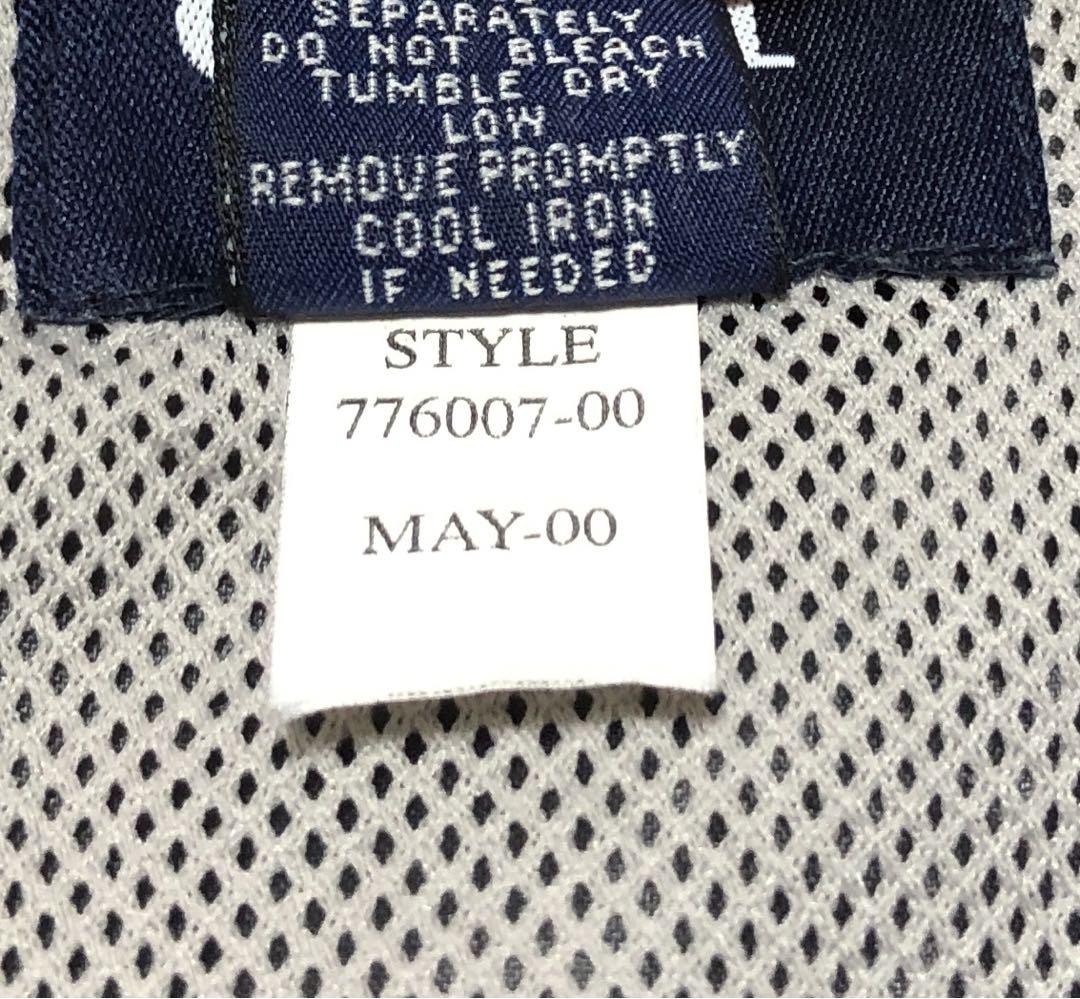 SEPARATELY
DO NOT BLEACH
TUMBLE DRY
LOW
REMOVE PROMPTLY
COOL IRON
IF NEEDED
STYLE
776007-00
MAY-00